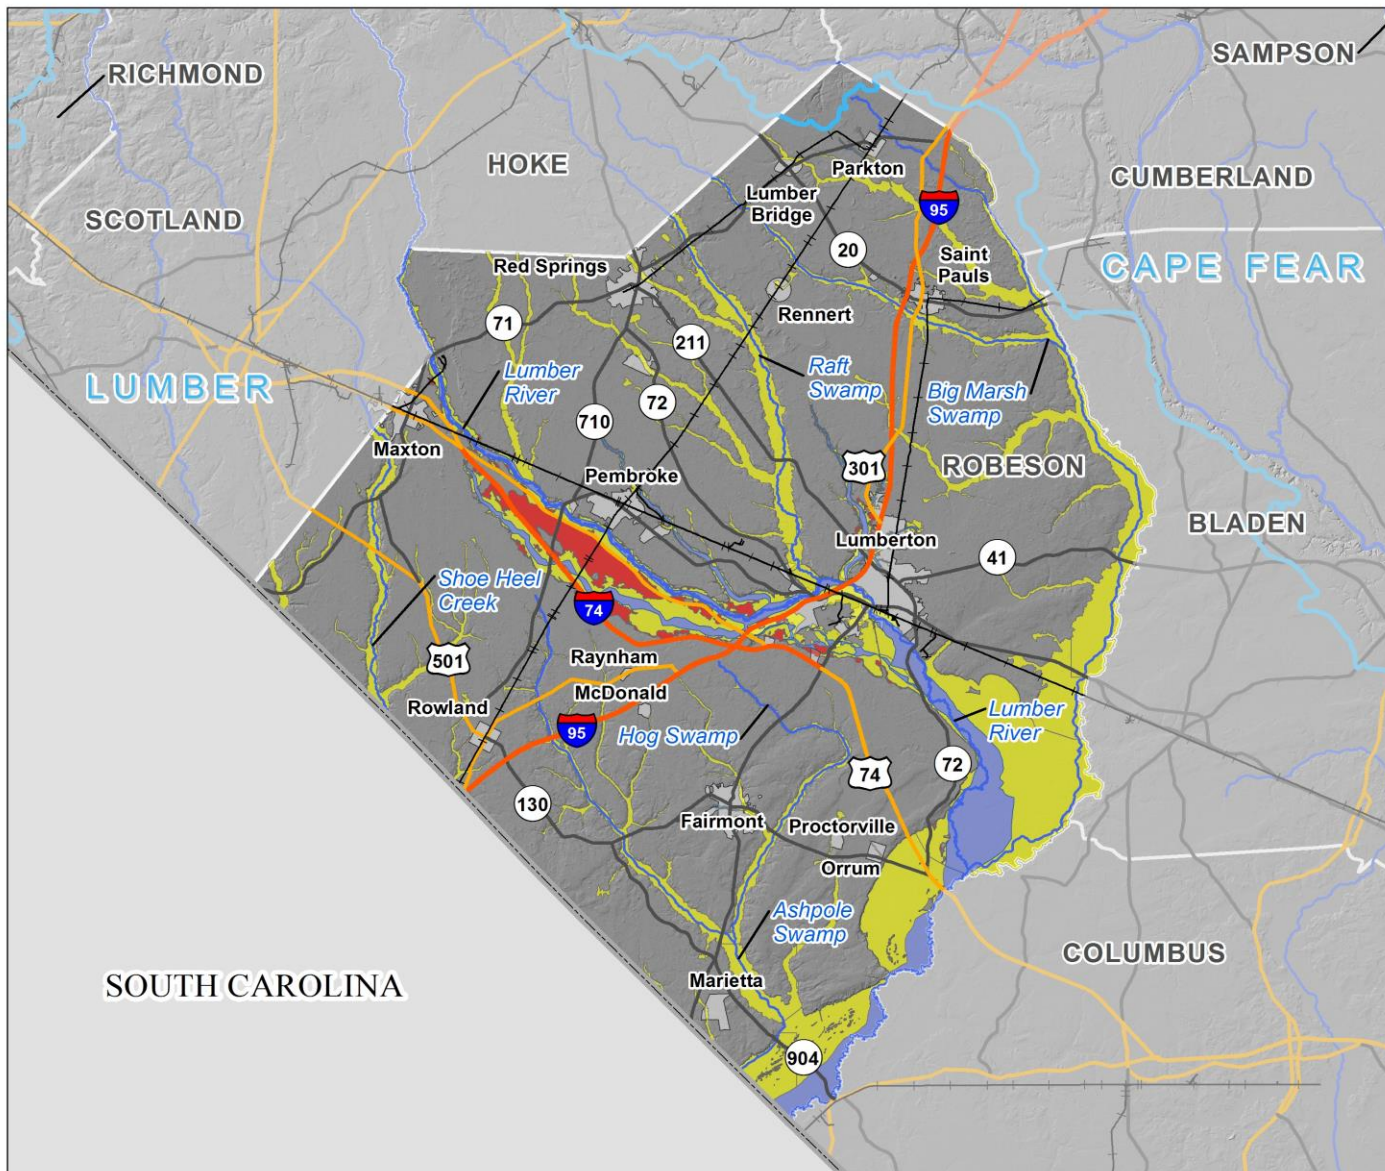 RICHMOND
SAMPSON
HOKE
Parkton
CUMBERLAND
SCOTLAND
Lumber
Bridge
95
20
Saint
Pauls
CAPE FEAR
Red Springs
Rennert
71
211
LUMBER
Lumber
River
Raft
Swamp
Big Marsh
Swamp
72
710
Maxton
301
ROBESON
Pembroke
BLADEN
Lumberton
41
Shoe Heel
Creek
74
501
Raynham
McDonald
Rowland
95
Hog Swamp
Lumber
River
74
72
130
Fairmont
Proctorville
Orrum
Ashpole
Swamp
COLUMBUS
SOUTH CAROLINA
Marietta
904